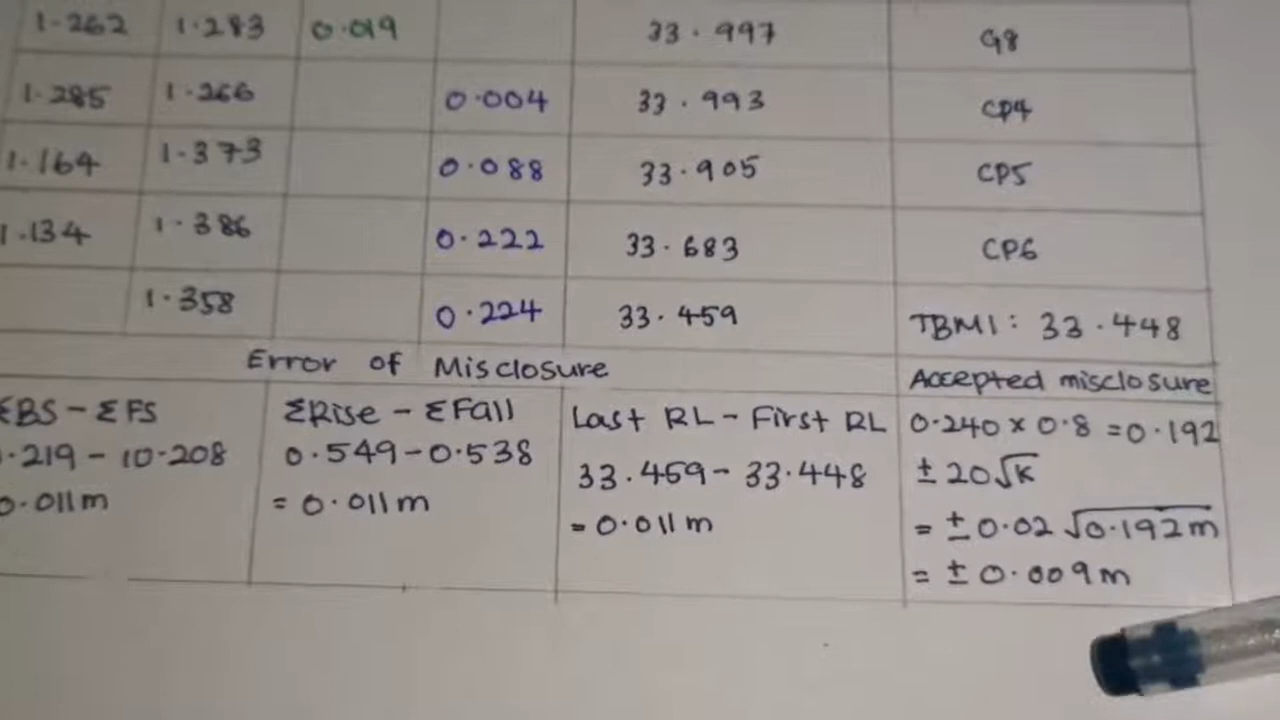 1.262 1.283 0.019 33.997 G8
1.285 1.266 0.004 33.993 CP4
1.164 1.373 0.088 33.905 CP5
1.134 1.386 0.222 33.683 CP6
1.358 0.224 33.459 TBM1: 33.448
Error of Misclosure Accepted misclosure
ΣBS - ΣFS ΣRise - ΣFall Last RL - First RL 0.240 x 0.8 = 0.192
.219 - 10.208 0.549 - 0.538 33.459 - 33.448 ± 20√K
0.011m = 0.011m = 0.011m = ± 0.02 √0.192m
= ± 0.009m